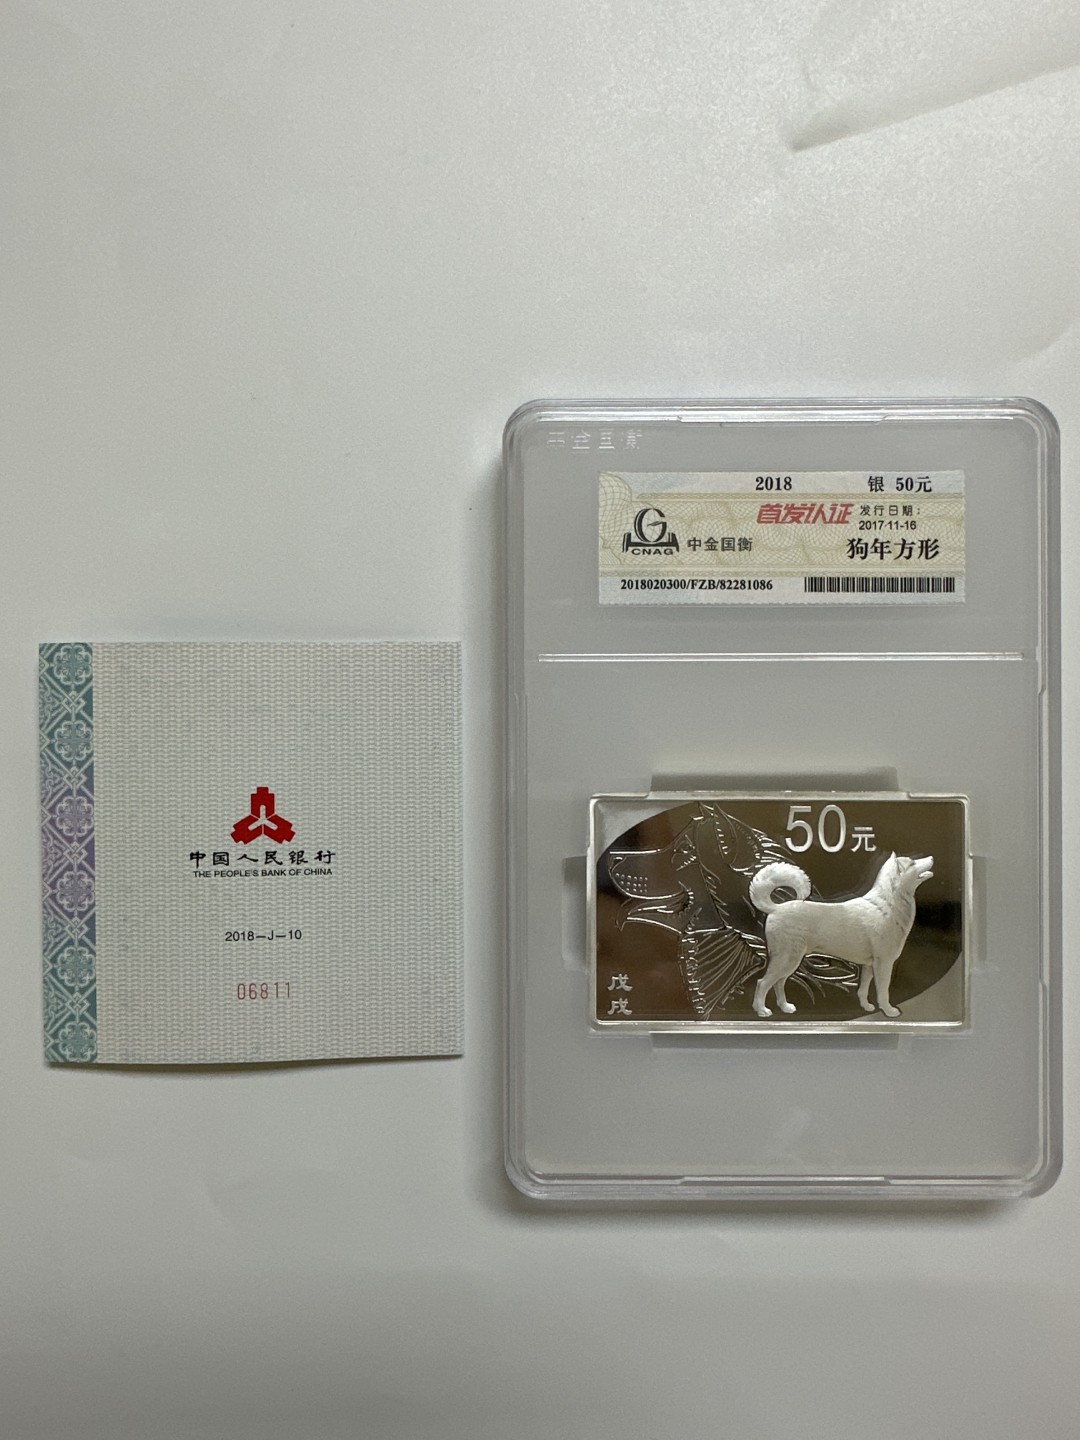 中国人民银行
THE PEOPLE'S BANK OF CHINA
2018-J-10
06811
中金国衡
2018 银 50元
首发认证 发行日期：
2017-11-16
CNAG 中金国衡 狗年方形
2018020300/FZB/82281086
50元
戊
戌